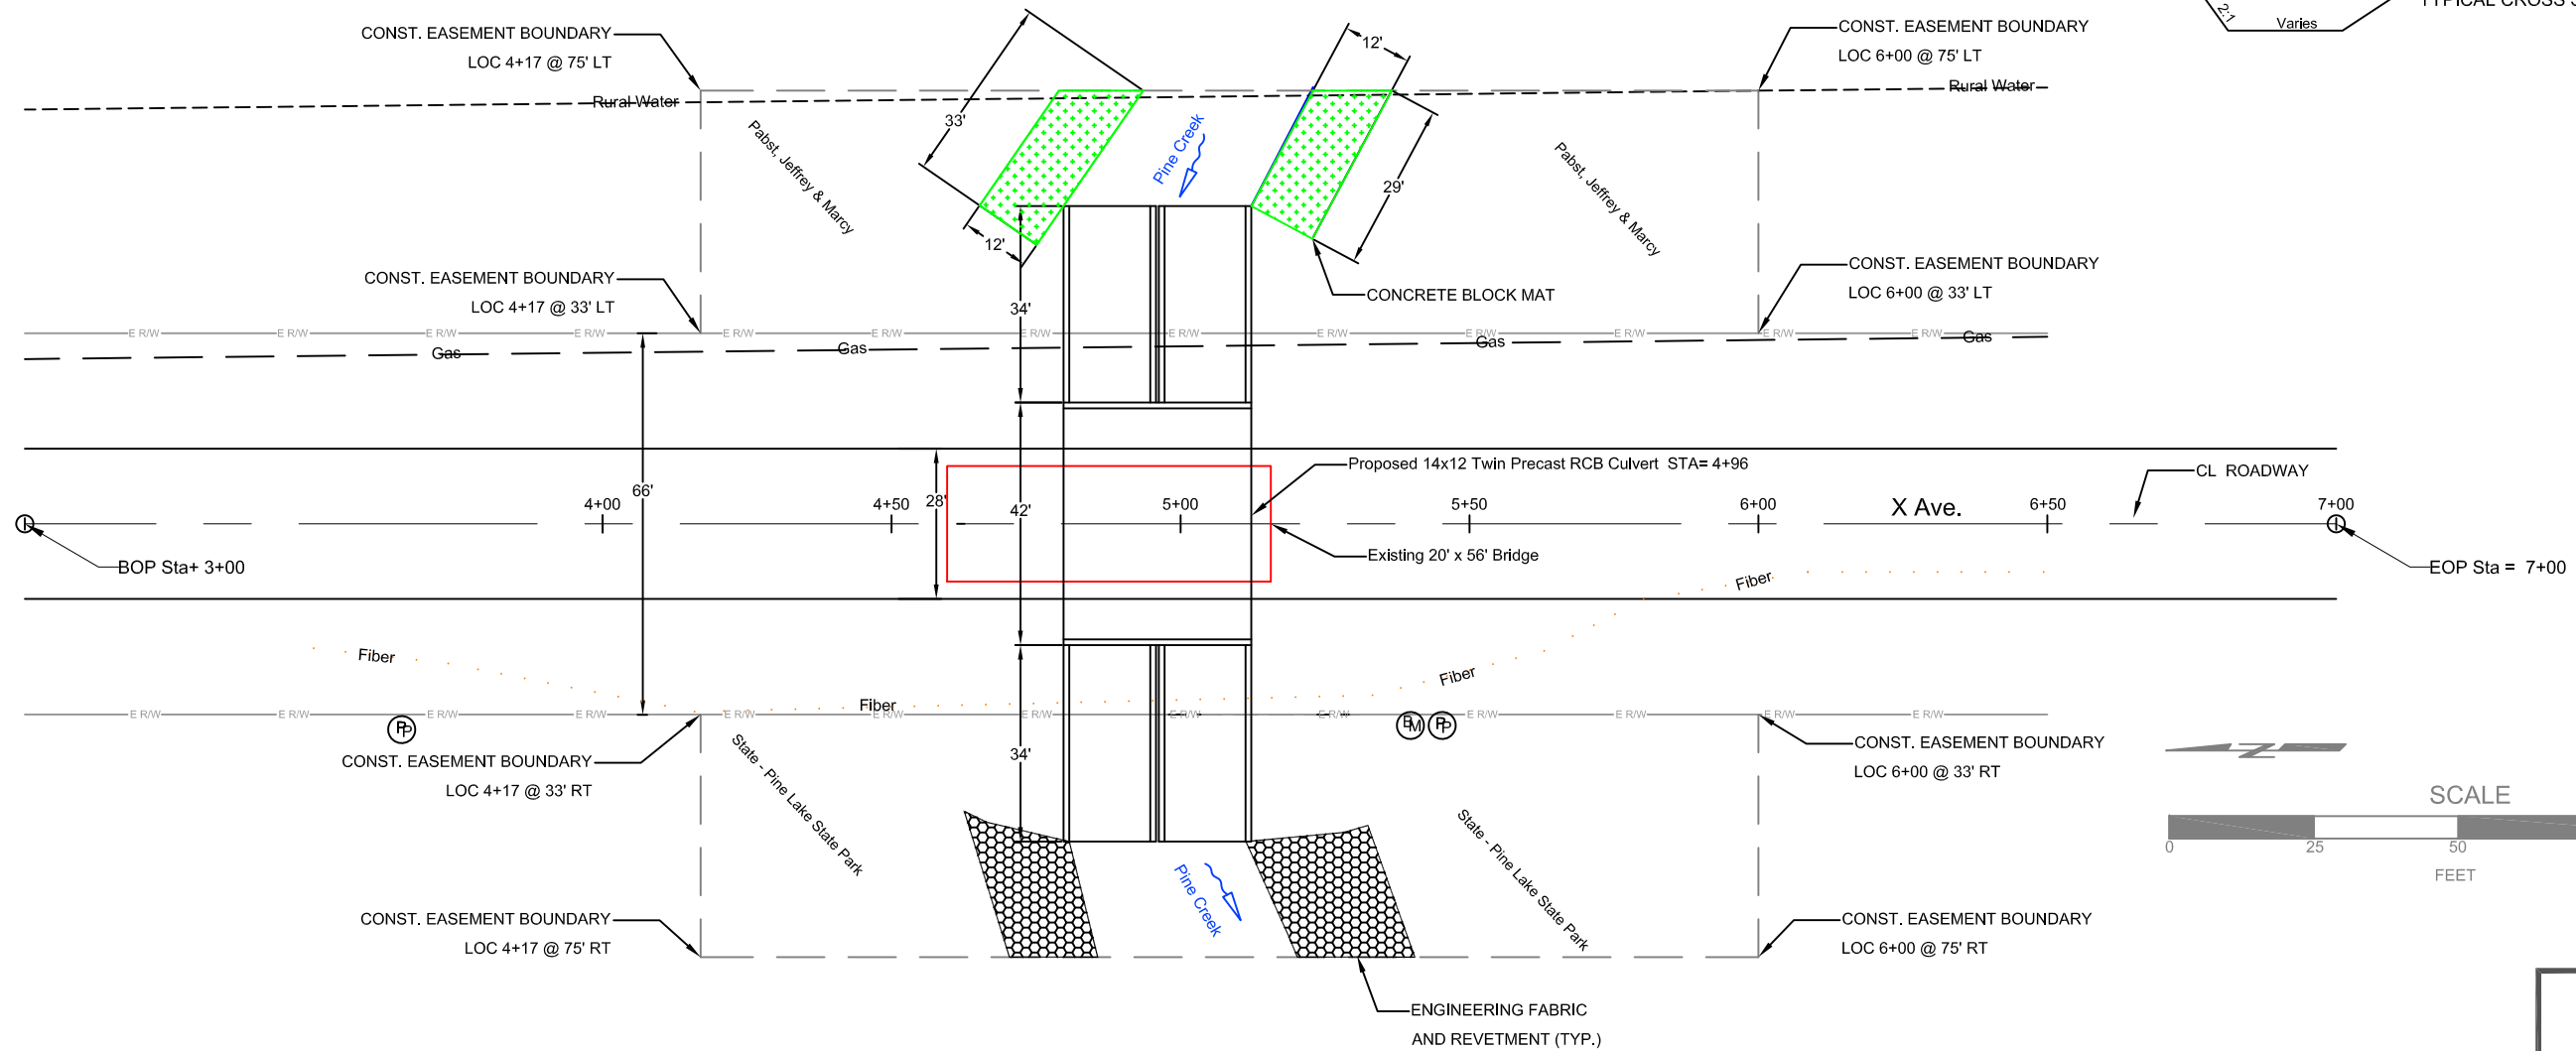 CONST. EASEMENT BOUNDARY
LOC 4+17 @ 75' LT
12'
CONST. EASEMENT BOUNDARY
LOC 6+00 @ 75' LT
2:1
Varies
Rural Water
Rural Water
33'
Pabst, Jeffrey & Marcy
Pine Creek
29'
Pabst, Jeffrey & Marcy
12'
CONST. EASEMENT BOUNDARY
LOC 4+17 @ 33' LT
34'
CONCRETE BLOCK MAT
CONST. EASEMENT BOUNDARY
LOC 6+00 @ 33' LT
E R/W E R/W E R/W E R/W E R/W E R/W E R/W E R/W E R/W E R/W E R/W E R/W E R/W
Gas Gas Gas Gas
Proposed 14x12 Twin Precast RCB Culvert STA= 4+96
CL ROADWAY
66'
28'
42'
4+00 4+50 5+00 5+50 6+00 X Ave. 6+50 7+00
BOP Sta+ 3+00
Existing 20' x 56' Bridge
EOP Sta = 7+00
Fiber
Fiber
Fiber
Fiber
E R/W E R/W E R/W E R/W E R/W E R/W E R/W E R/W E R/W E R/W E R/W E R/W E R/W
PP
BM
PP
34'
CONST. EASEMENT BOUNDARY
LOC 4+17 @ 33' RT
State - Pine Lake State Park
CONST. EASEMENT BOUNDARY
LOC 6+00 @ 33' RT
N
SCALE
0 25 50
FEET
Pine Creek
State - Pine Lake State Park
CONST. EASEMENT BOUNDARY
LOC 4+17 @ 75' RT
CONST. EASEMENT BOUNDARY
LOC 6+00 @ 75' RT
ENGINEERING FABRIC
AND REVETMENT (TYP.)